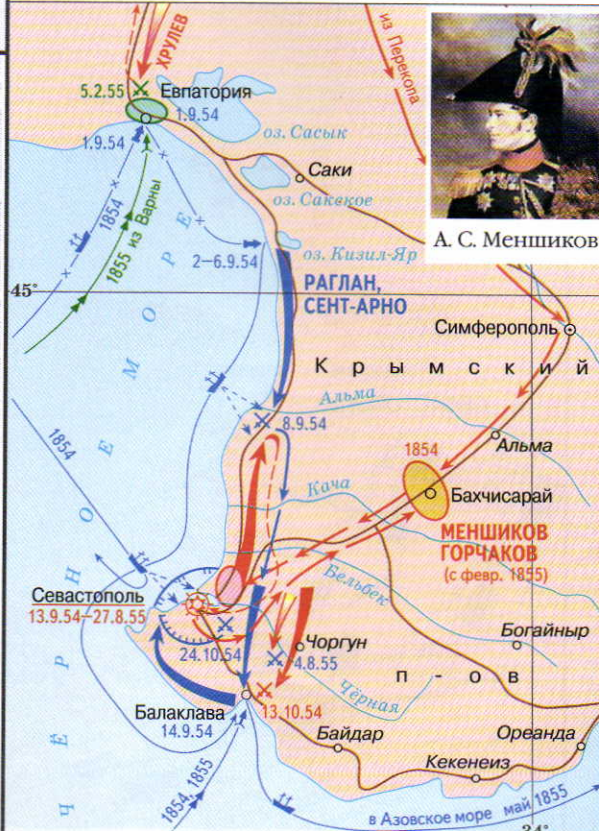 ХРУЛЕВ
из Перекопа
5.2.55
Евпатория
1.9.54
1.9.54
оз. Сасык
Саки
оз. Саквкое
1854
1855 из Варны
2–6.9.54
оз. Кизил-Яр
А. С. Меншиков
45°
РАГЛАН,
СЕНТ-АРНО
Симферополь
Крымский
Альма
8.9.54
Альма
1854
1854
Кача
Бахчисарай
МЕНШИКОВ
ГОРЧАКОВ
(с февр. 1855)
Бельбек
Севастополь
13.9.54–27.8.55
24.10.54
Чоргун
4.8.55
Богайныр
п-ов
Чёрная
Балаклава
14.9.54
13.10.54
Байдар
Ореанда
Кекенеиз
1854, 1855
в Азовское море май 1855
34°
ЧЁРНОЕ МОРЕ